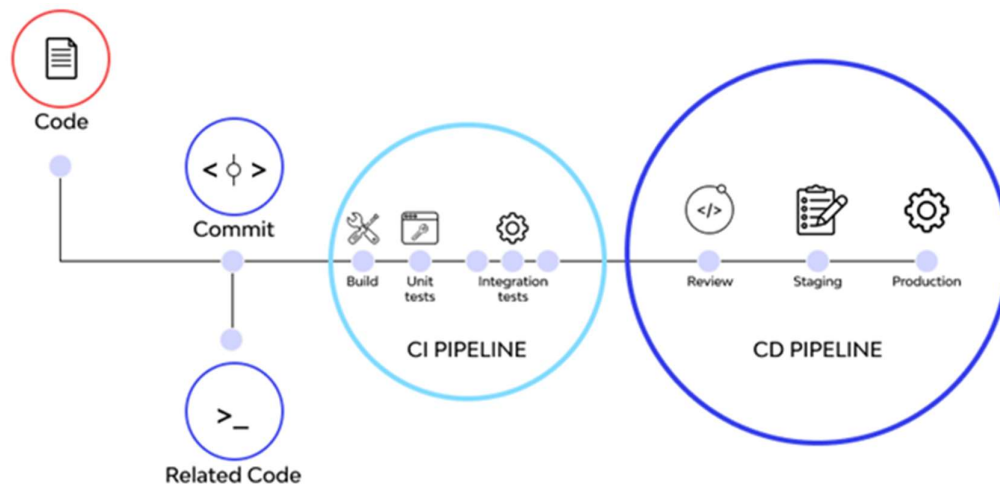 Code
< >
Commit
Build
Unit
tests
Integration
tests
CI PIPELINE
>_
Related Code
</>
Review
Staging
Production
CD PIPELINE